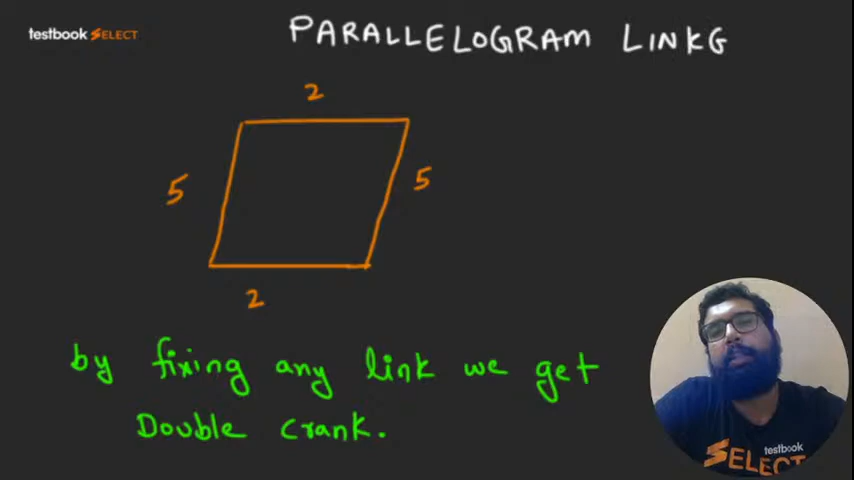 testbook SELECT
PARALLELOGRAM LINKG
2
5
5
2
by fixing any link we get
Double crank.
testbook
SELECT